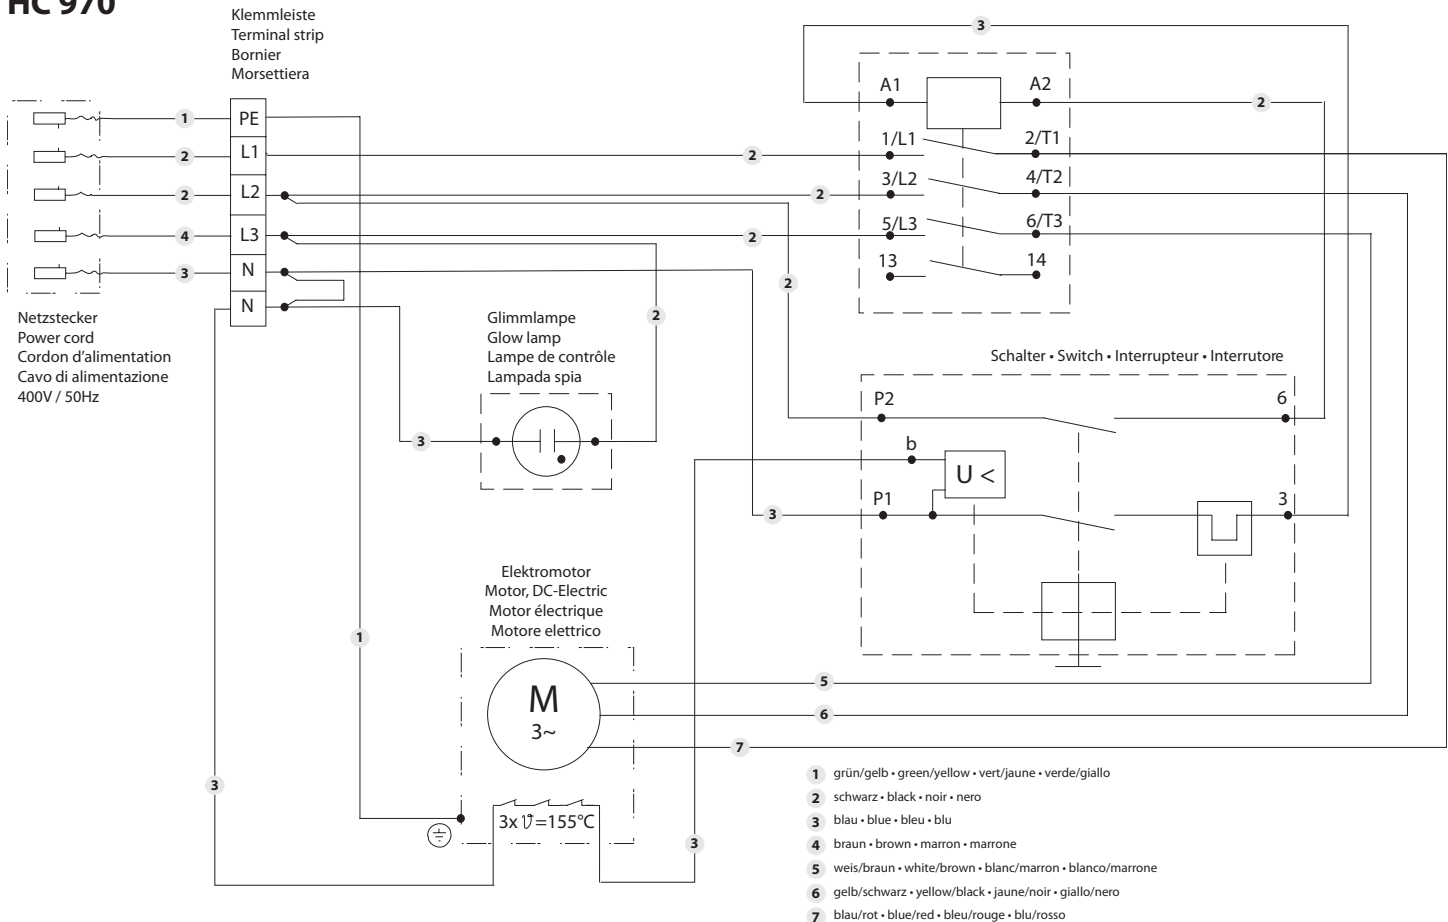 HC 970
Klemmleiste
Terminal strip
Bornier
Morsettiera
PE
L1
L2
L3
N
N
1
2
2
4
3
Netzstecker
Power cord
Cordon d'alimentation
Cavo di alimentazione
400V / 50Hz
3
A1
A2
2
1/L1
2/T1
2
3/L2
4/T2
2
5/L3
6/T3
2
13
14
2
2
Glimmlampe
Glow lamp
Lampe de contrôle
Lampada spia
3
Schalter • Switch • Interrupteur • Interrutore
P2
6
b
U <
P1
3
3
Elektromotor
Motor, DC-Electric
Motor électrique
Motore elettrico
1
M
3~
5
6
7
3
3x ϑ=155°C
3
1 grün/gelb • green/yellow • vert/jaune • verde/giallo
2 schwarz • black • noir • nero
3 blau • blue • bleu • blu
4 braun • brown • marron • marrone
5 weis/braun • white/brown • blanc/marron • blanco/marrone
6 gelb/schwarz • yellow/black • jaune/noir • giallo/nero
7 blau/rot • blue/red • bleu/rouge • blu/rosso